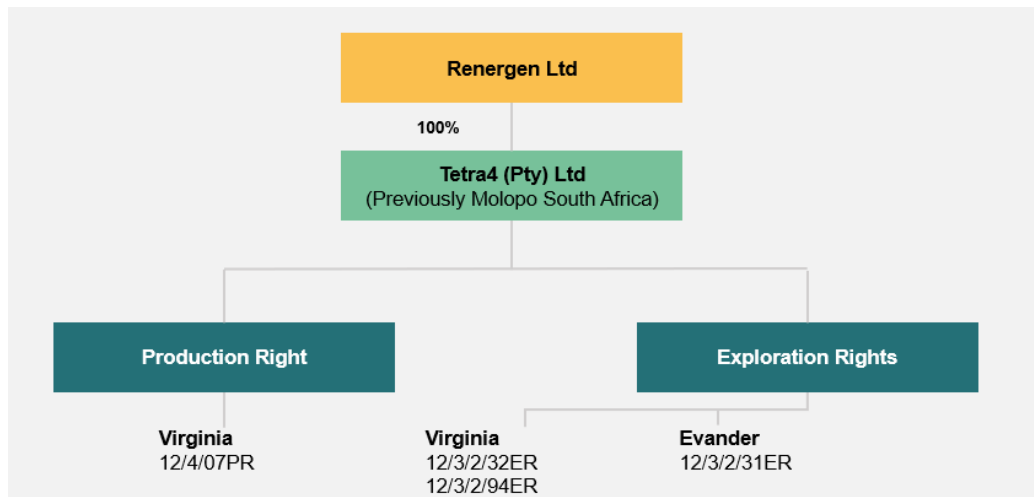 Renergen Ltd
100%
Tetra4 (Pty) Ltd
(Previously Molopo South Africa)
Production Right
Exploration Rights
Virginia
12/4/07PR
Virginia
12/3/2/32ER
12/3/2/94ER
Evander
12/3/2/31ER